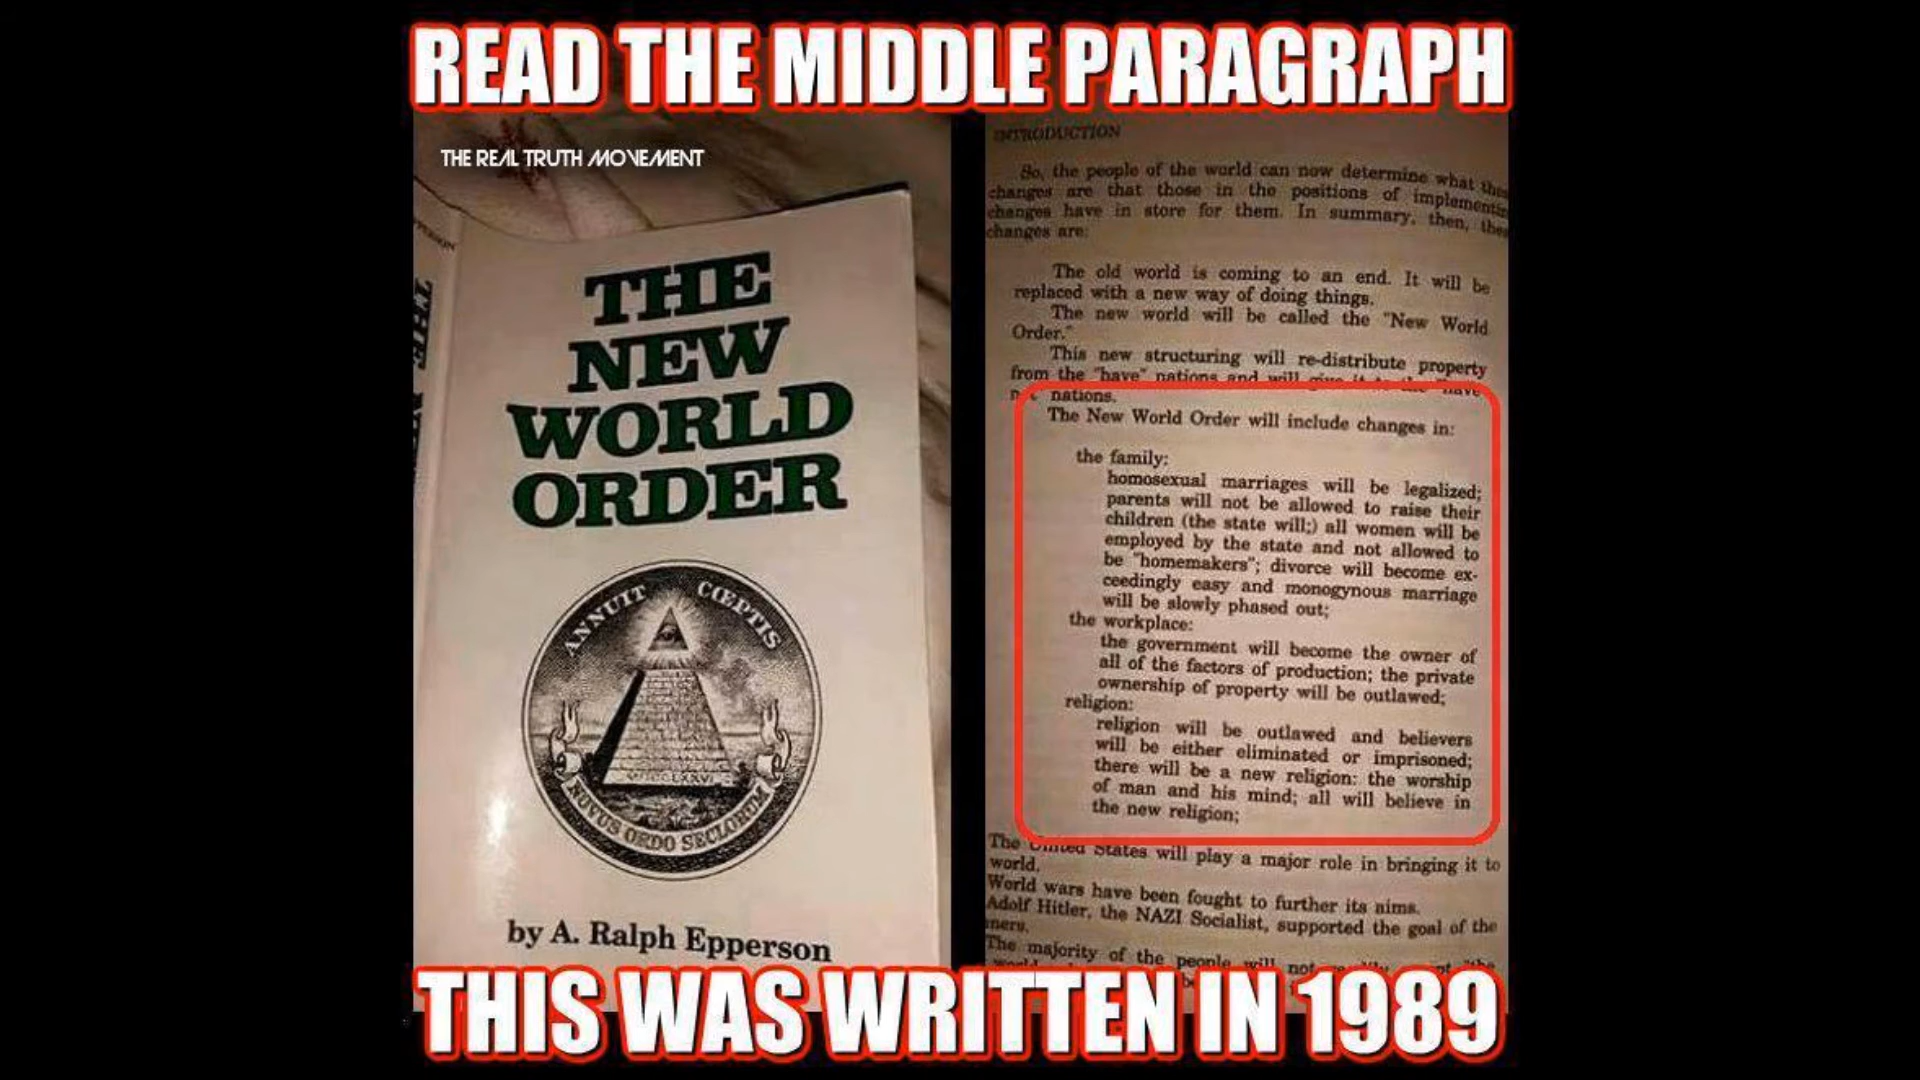 READ THE MIDDLE PARAGRAPH
THE REAL TRUTH MOVEMENT
THE
NEW
WORLD
ORDER
ANNUIT CŒPTIS
NOVUS ORDO SECLORUM
by A. Ralph Epperson
INTRODUCTION
So, the people of the world can now determine what
changes are that those in the positions of
changes have in store for them. In summary, then,
changes are:
The old world is coming to an end. It will be
replaced with a new way of doing things.
The new world will be called the "New World
Order."
This new structuring will re-distribute property
from the "have" nations and will give it to the "have
nations.
The New World Order will include changes in:
the family:
homosexual marriages will be legalized;
parents will not be allowed to raise their
children (the state will;) all women will be
employed by the state and not allowed to
be "homemakers"; divorce will become ex-
ceedingly easy and monogynous marriage
will be slowly phased out;
the workplace:
the government will become the owner of
all of the factors of production; the private
ownership of property will be outlawed;
religion:
religion will be outlawed and believers
will be either eliminated or imprisoned;
there will be a new religion: the worship
of man and his mind; all will believe in
the new religion;
The United States will play a major role in bringing it to
world.
World wars have been fought to further its aims.
Adolf Hitler, the NAZI Socialist, supported the goal of the
The majority of the people will not
THIS WAS WRITTEN IN 1989